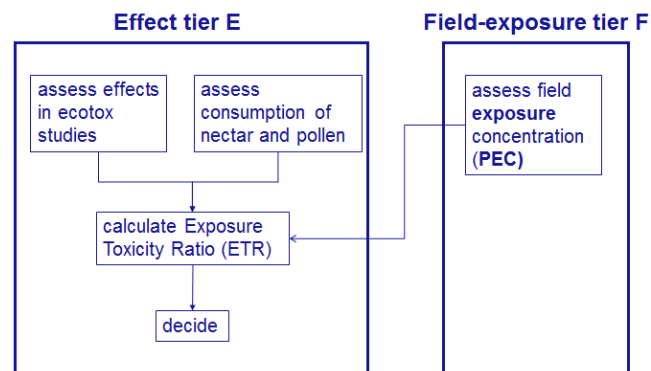 Effect tier E
Field-exposure tier F
assess effects
in ecotox
studies
assess
consumption of
nectar and pollen
assess field
exposure
concentration
(PEC)
calculate Exposure
Toxicity Ratio (ETR)
decide